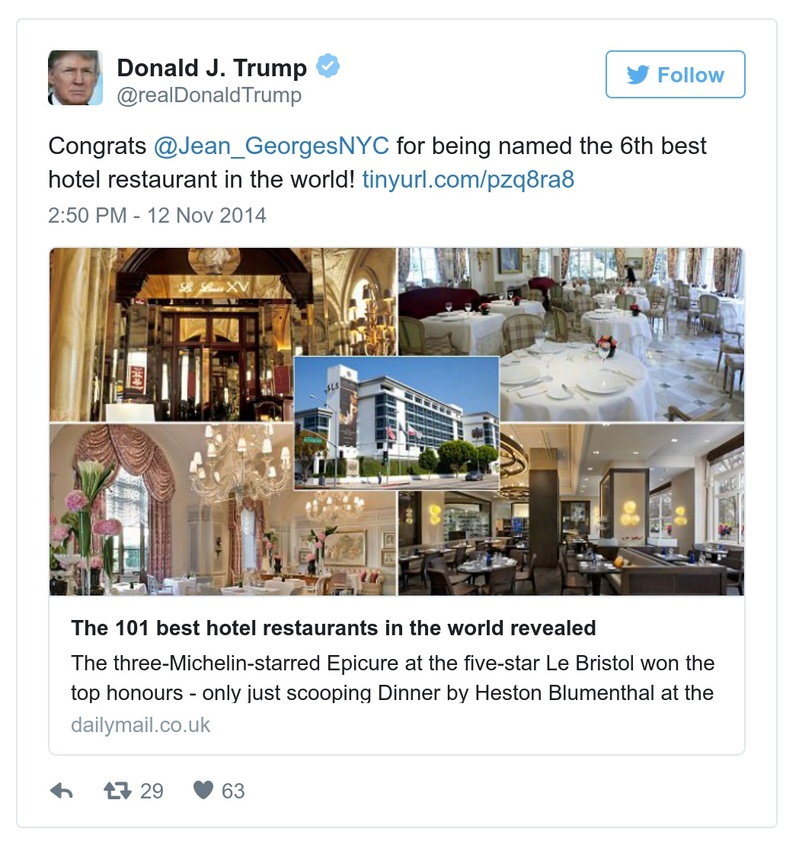 Donald J. Trump
@realDonaldTrump
Follow
Congrats @Jean_GeorgesNYC for being named the 6th best
hotel restaurant in the world! tinyurl.com/pzq8ra8
2:50 PM - 12 Nov 2014
Le Louis XV
SLS
The 101 best hotel restaurants in the world revealed
The three-Michelin-starred Epicure at the five-star Le Bristol won the
top honours - only just scooping Dinner by Heston Blumenthal at the
dailymail.co.uk
29
63